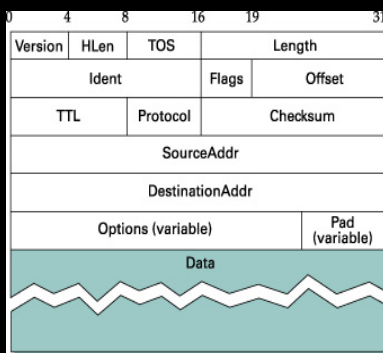 0 4 8 16 19 31
Version HLen TOS Length
Ident Flags Offset
TTL Protocol Checksum
SourceAddr
DestinationAddr
Options (variable) Pad
(variable)
Data